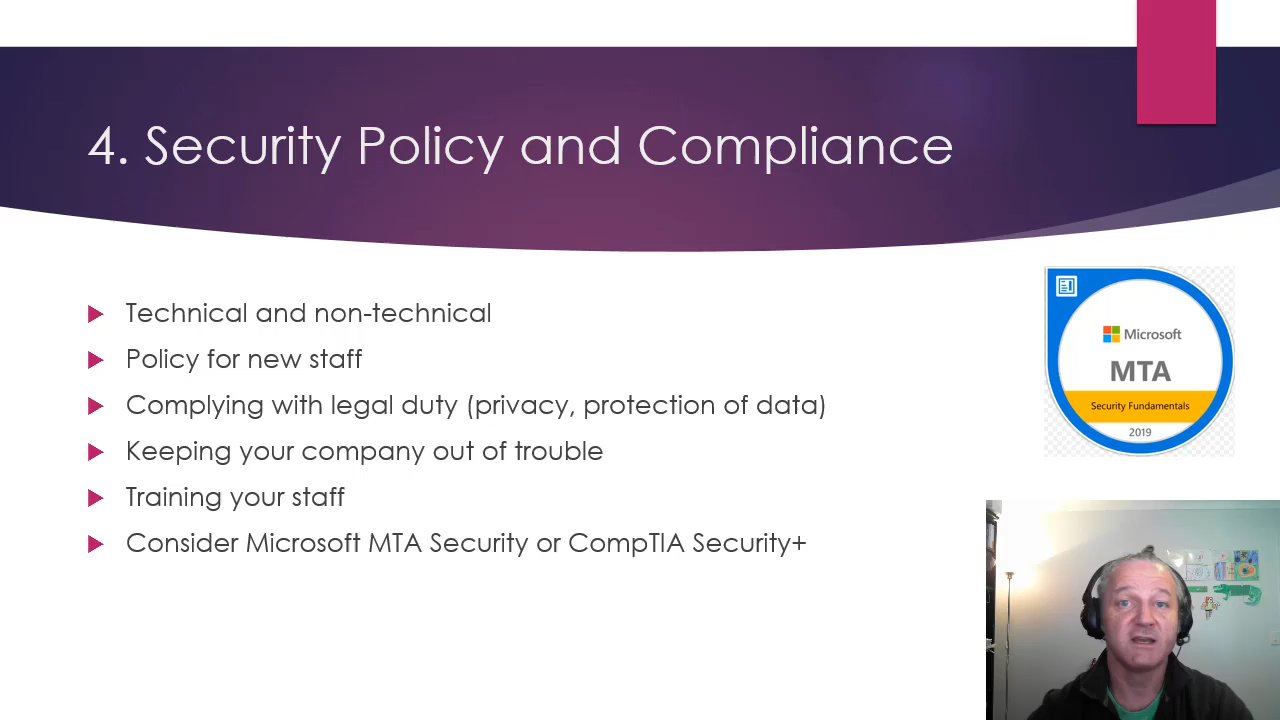 4. Security Policy and Compliance
Technical and non-technical
Policy for new staff
Complying with legal duty (privacy, protection of data)
Keeping your company out of trouble
Training your staff
Consider Microsoft MTA Security or CompTIA Security+
Microsoft
MTA
Security Fundamentals
2019